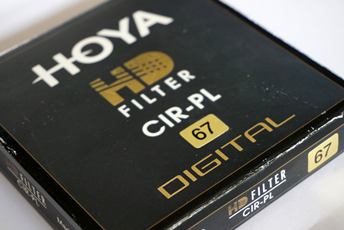 HOYA
HD
FILTER
CIR-PL
67
DIGITAL
HD FILTER
CIR-PL
67